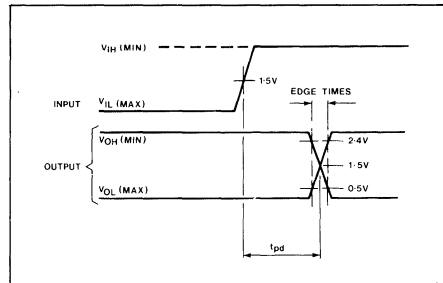 VIH (MIN)
1·5V
EDGE TIMES
INPUT
VIL (MAX)
VOH (MIN)
2·4V
OUTPUT
1·5V
VOL (MAX)
0·5V
tpd